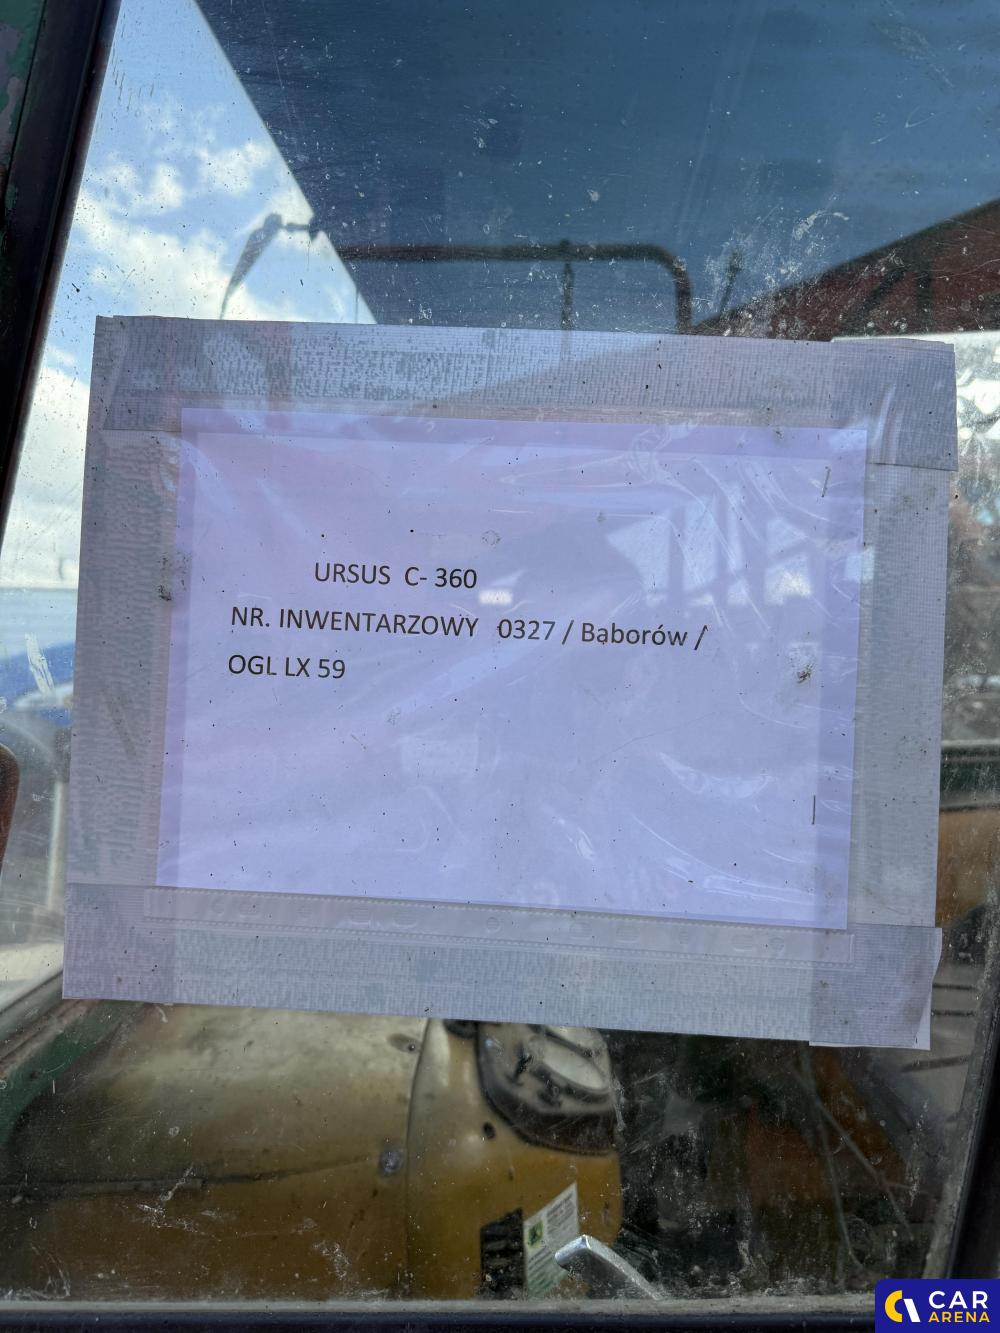 URSUS C- 360
NR. INWENTARZOWY 0327 / Bąborów /
OGL LX 59
CAR
ARENA